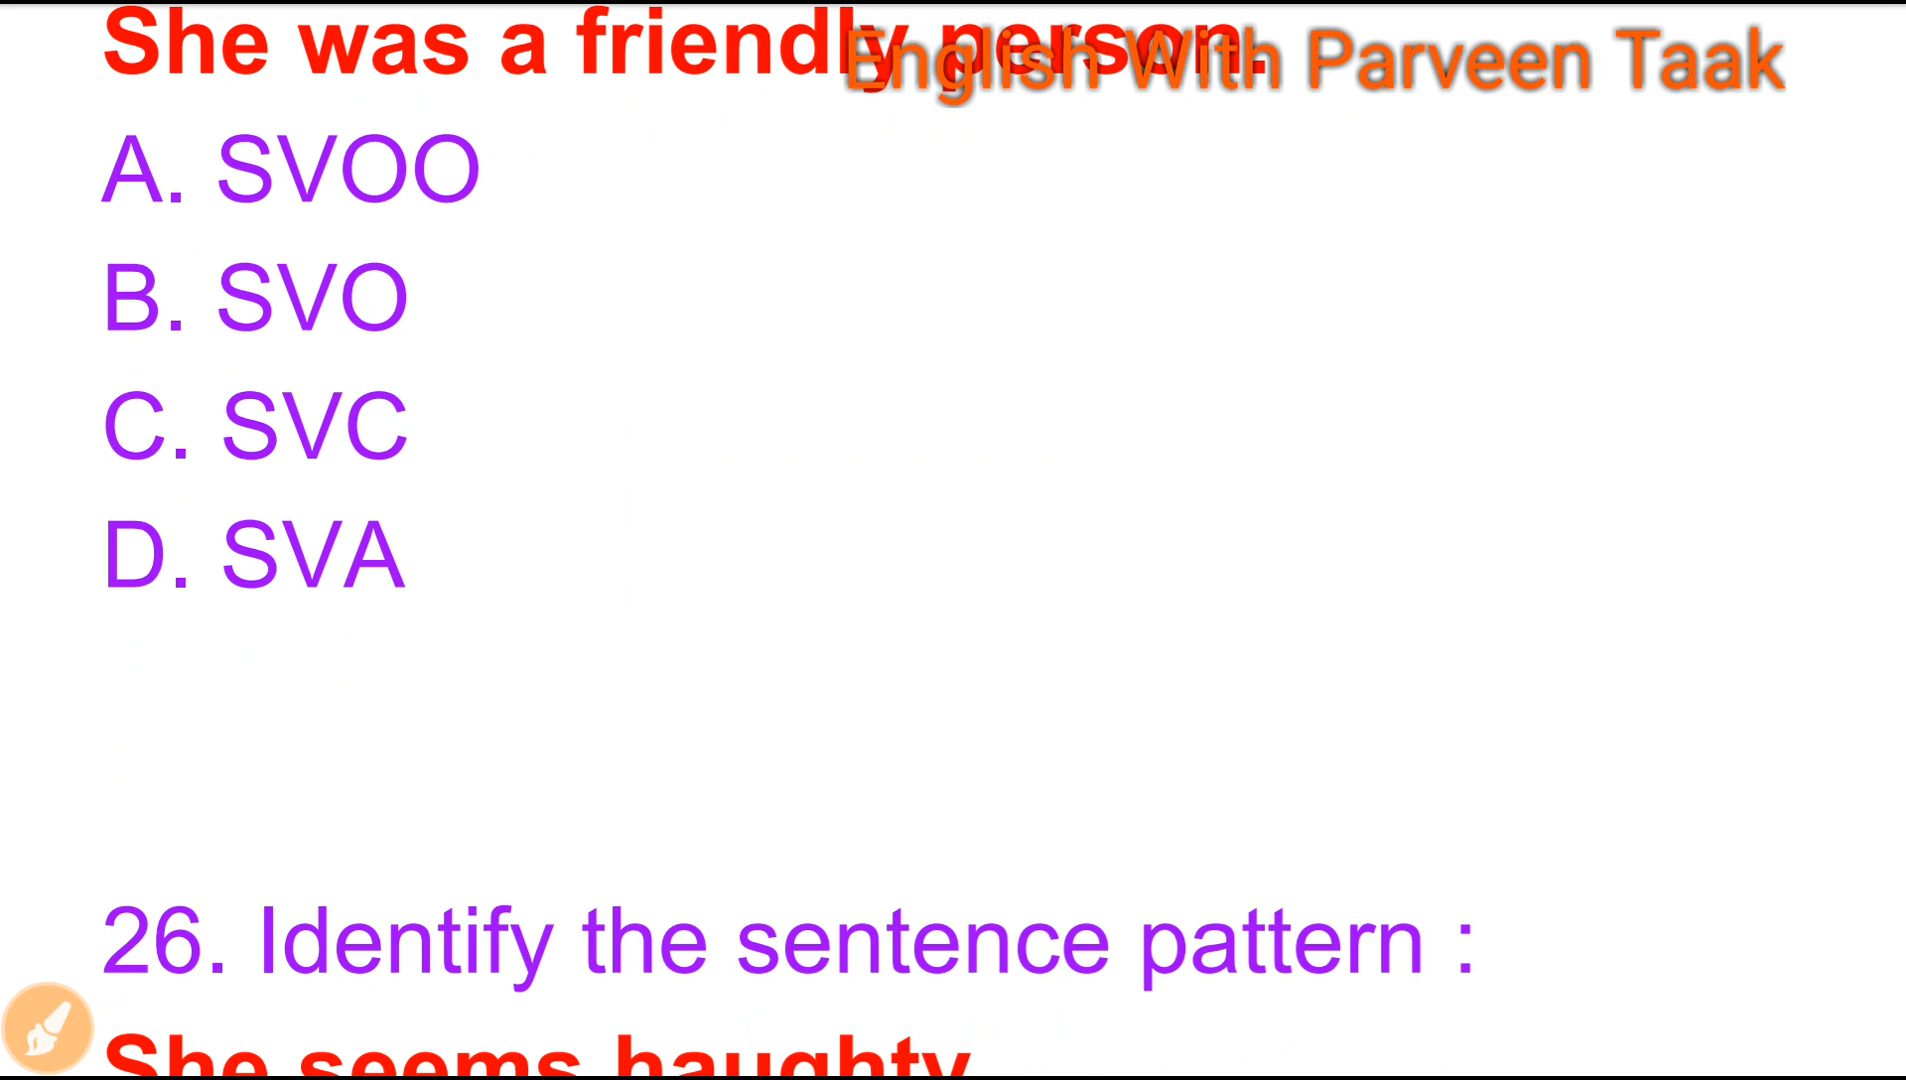 She was a friendly person.
English With Parveen Taak
A. SVOO
B. SVO
C. SVC
D. SVA
26. Identify the sentence pattern :
She seems haughty